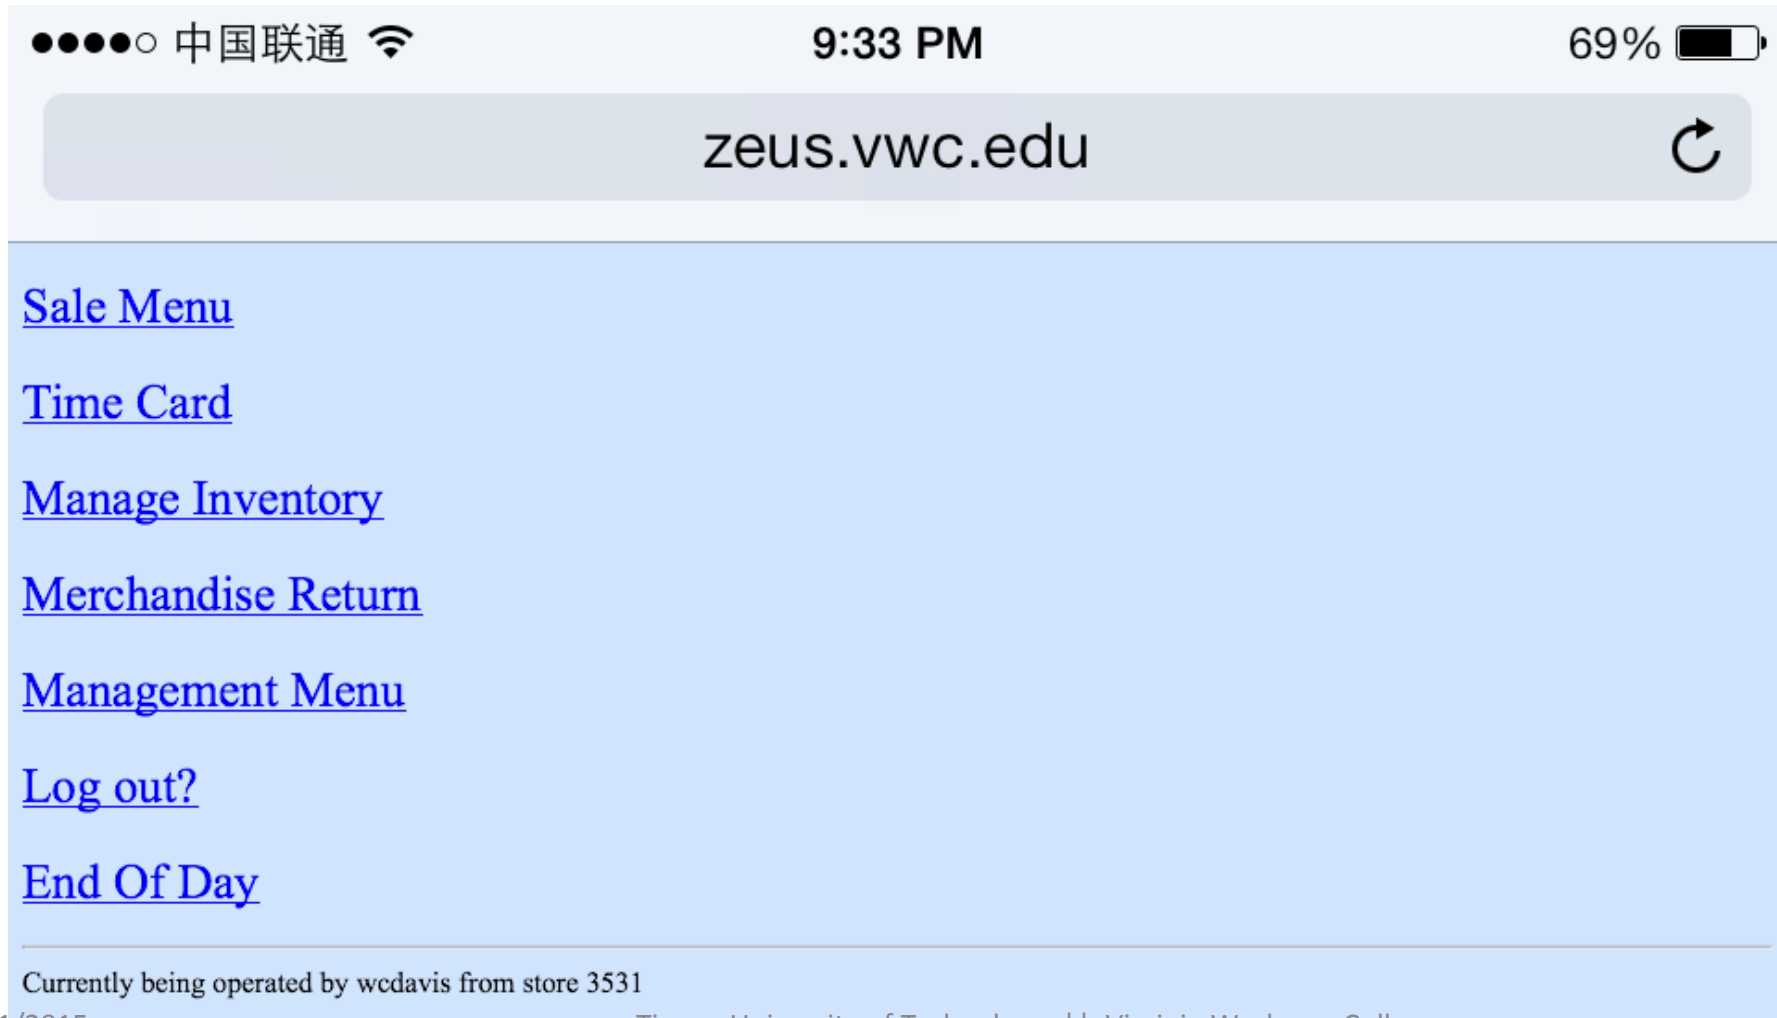 中国联通 9:33 PM 69%
zeus.vwc.edu
Sale Menu
Time Card
Manage Inventory
Merchandise Return
Management Menu
Log out?
End Of Day
Currently being operated by wcdavis from store 3531